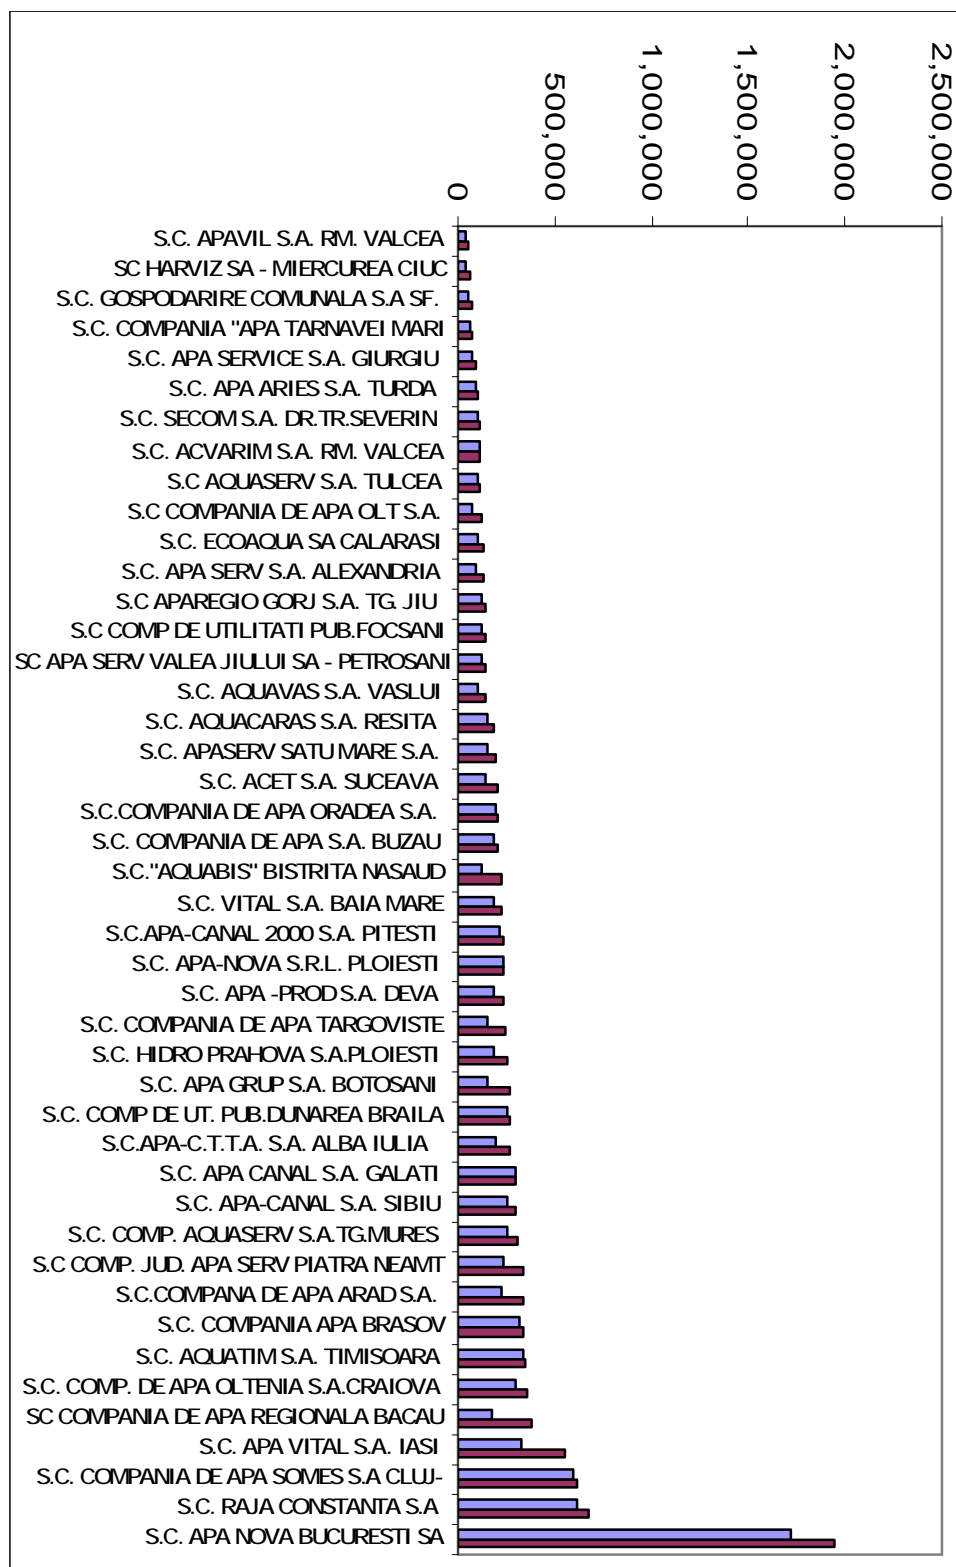 0
500,000
1,000,000
1,500,000
2,000,000
2,500,000
S.C. APAVIL S.A. RM. VALCEA
SC HARVIZ SA - MIERCUREA CIUC
S.C. GOSPODARIRE COMUNALA S.A SF.
S.C. COMPANIA "APA TARNAVEI MARI
S.C. APA SERVICE S.A. GIURGIU
S.C. APA ARIES S.A. TURDA
S.C. SECOM S.A. DR.TR.SEVERIN
S.C. ACVARIM S.A. RM. VALCEA
S.C AQUASERV S.A. TULCEA
S.C COMPANIA DE APA OLT S.A.
S.C. ECOAQUA SA CALARASI
S.C. APA SERV S.A. ALEXANDRIA
S.C APAREGIO GORJ S.A. TG. JIU
S.C COMP DE UTILITATI PUB.FOCSANI
SC APA SERV VALEA JIULUI SA - PETROSANI
S.C. AQUAVAS S.A. VASLUI
S.C. AQUACARAS S.A. RESITA
S.C. APASERV SATU MARE S.A.
S.C. ACET S.A. SUCEAVA
S.C.COMPANIA DE APA ORADEA S.A.
S.C. COMPANIA DE APA S.A. BUZAU
S.C."AQUABIS" BISTRITA NASAUD
S.C. VITAL S.A. BAIA MARE
S.C.APA-CANAL 2000 S.A. PITESTI
S.C. APA-NOVA S.R.L. PLOIESTI
S.C. APA -PROD S.A. DEVA
S.C. COMPANIA DE APA TARGOVISTE
S.C. HIDRO PRAHOVA S.A.PLOIESTI
S.C. APA GRUP S.A. BOTOSANI
S.C. COMP DE UT. PUB.DUNAREA BRAILA
S.C.APA-C.T.T.A. S.A. ALBA IULIA
S.C. APA CANAL S.A. GALATI
S.C. APA-CANAL S.A. SIBIU
S.C. COMP. AQUASERV S.A.TG.MURES
S.C COMP. JUD. APA SERV PIATRA NEAMT
S.C.COMPANA DE APA ARAD S.A.
S.C. COMPANIA APA BRASOV
S.C. AQUATIM S.A. TIMISOARA
S.C. COMP. DE APA OLTENIA S.A.CRAIOVA
SC COMPANIA DE APA REGIONALA BACAU
S.C. APA VITAL S.A. IASI
S.C. COMPANIA DE APA SOMES S.A CLUJ-
S.C. RAJA CONSTANTA S.A
S.C. APA NOVA BUCURESTI SA